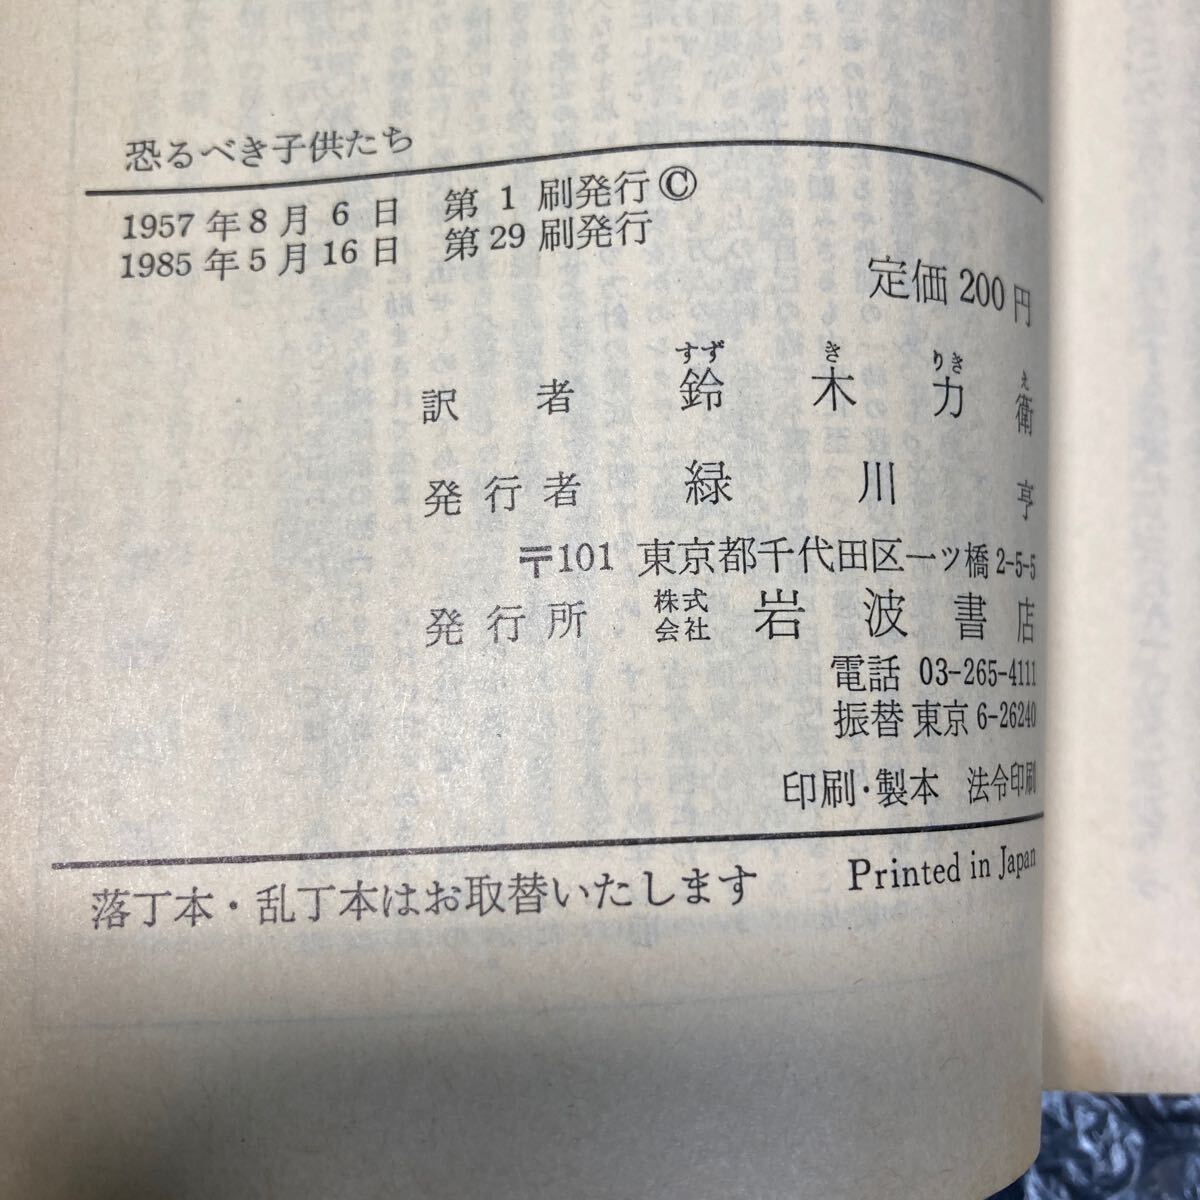 恐るべき子供たち
1957年8月6日 第1刷発行©
1985年5月16日 第29刷発行
定価200円
すず き りき え
訳者 鈴木力衛
発行者 緑川亨
〒101 東京都千代田区一ツ橋2-5-5
発行所 株式会社 岩波書店
電話 03-265-4111
振替 東京6-26240
印刷・製本 法令印刷
落丁本・乱丁本はお取替いたします Printed in Japan